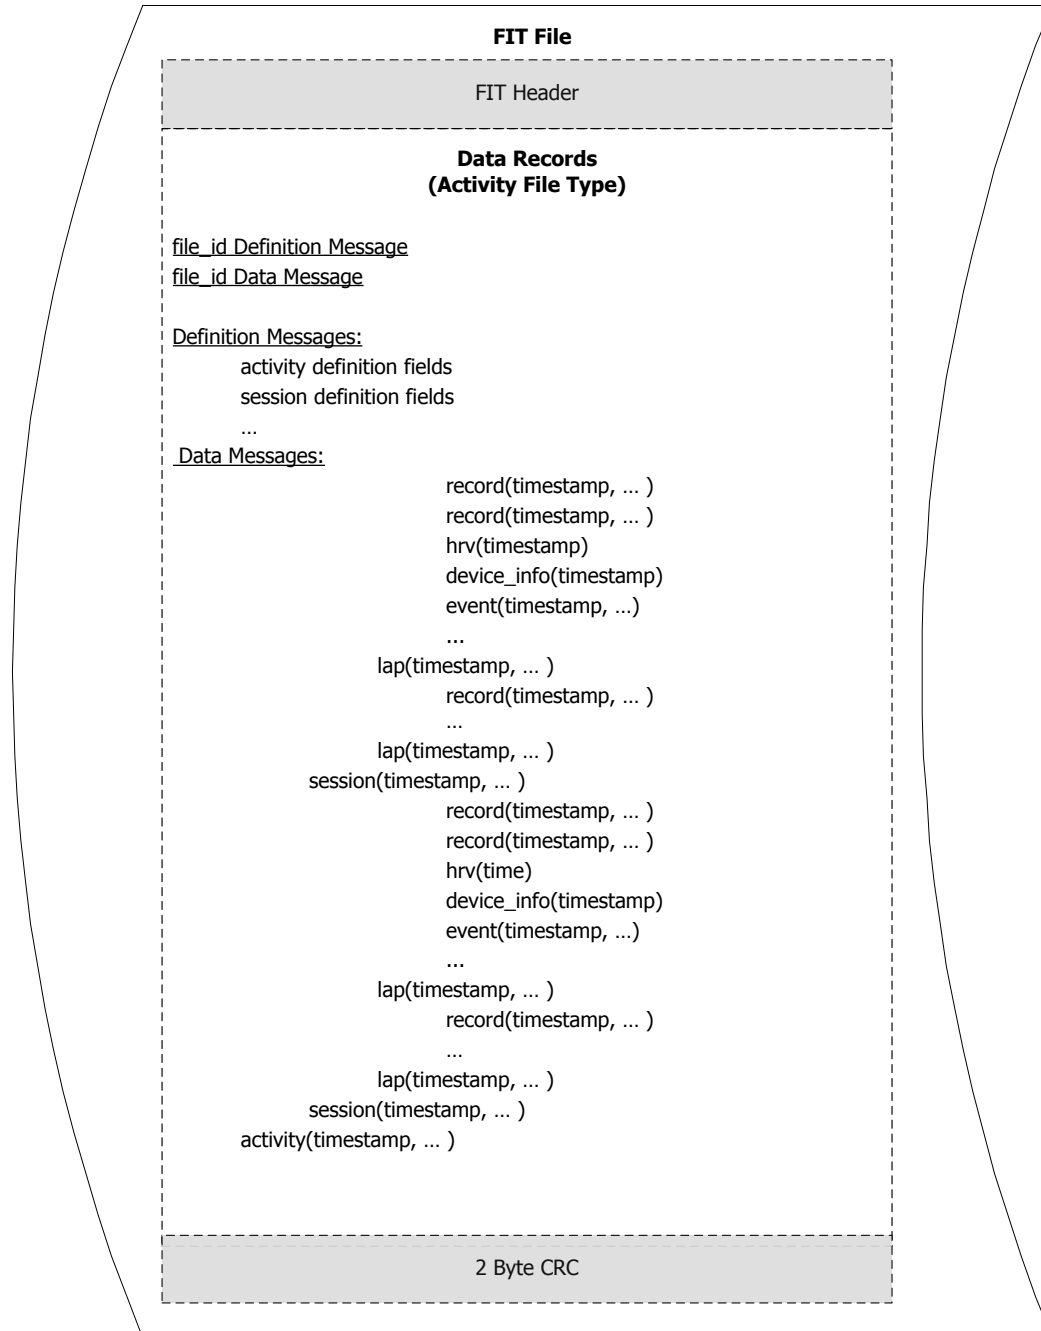 FIT File
FIT Header
Data Records
(Activity File Type)
file_id Definition Message
file_id Data Message
Definition Messages:
activity definition fields
session definition fields
…
Data Messages:
record(timestamp, … )
record(timestamp, … )
hrv(timestamp)
device_info(timestamp)
event(timestamp, …)
...
lap(timestamp, … )
record(timestamp, … )
…
lap(timestamp, … )
session(timestamp, … )
record(timestamp, … )
record(timestamp, … )
hrv(time)
device_info(timestamp)
event(timestamp, …)
...
lap(timestamp, … )
record(timestamp, … )
…
lap(timestamp, … )
session(timestamp, … )
activity(timestamp, … )
2 Byte CRC